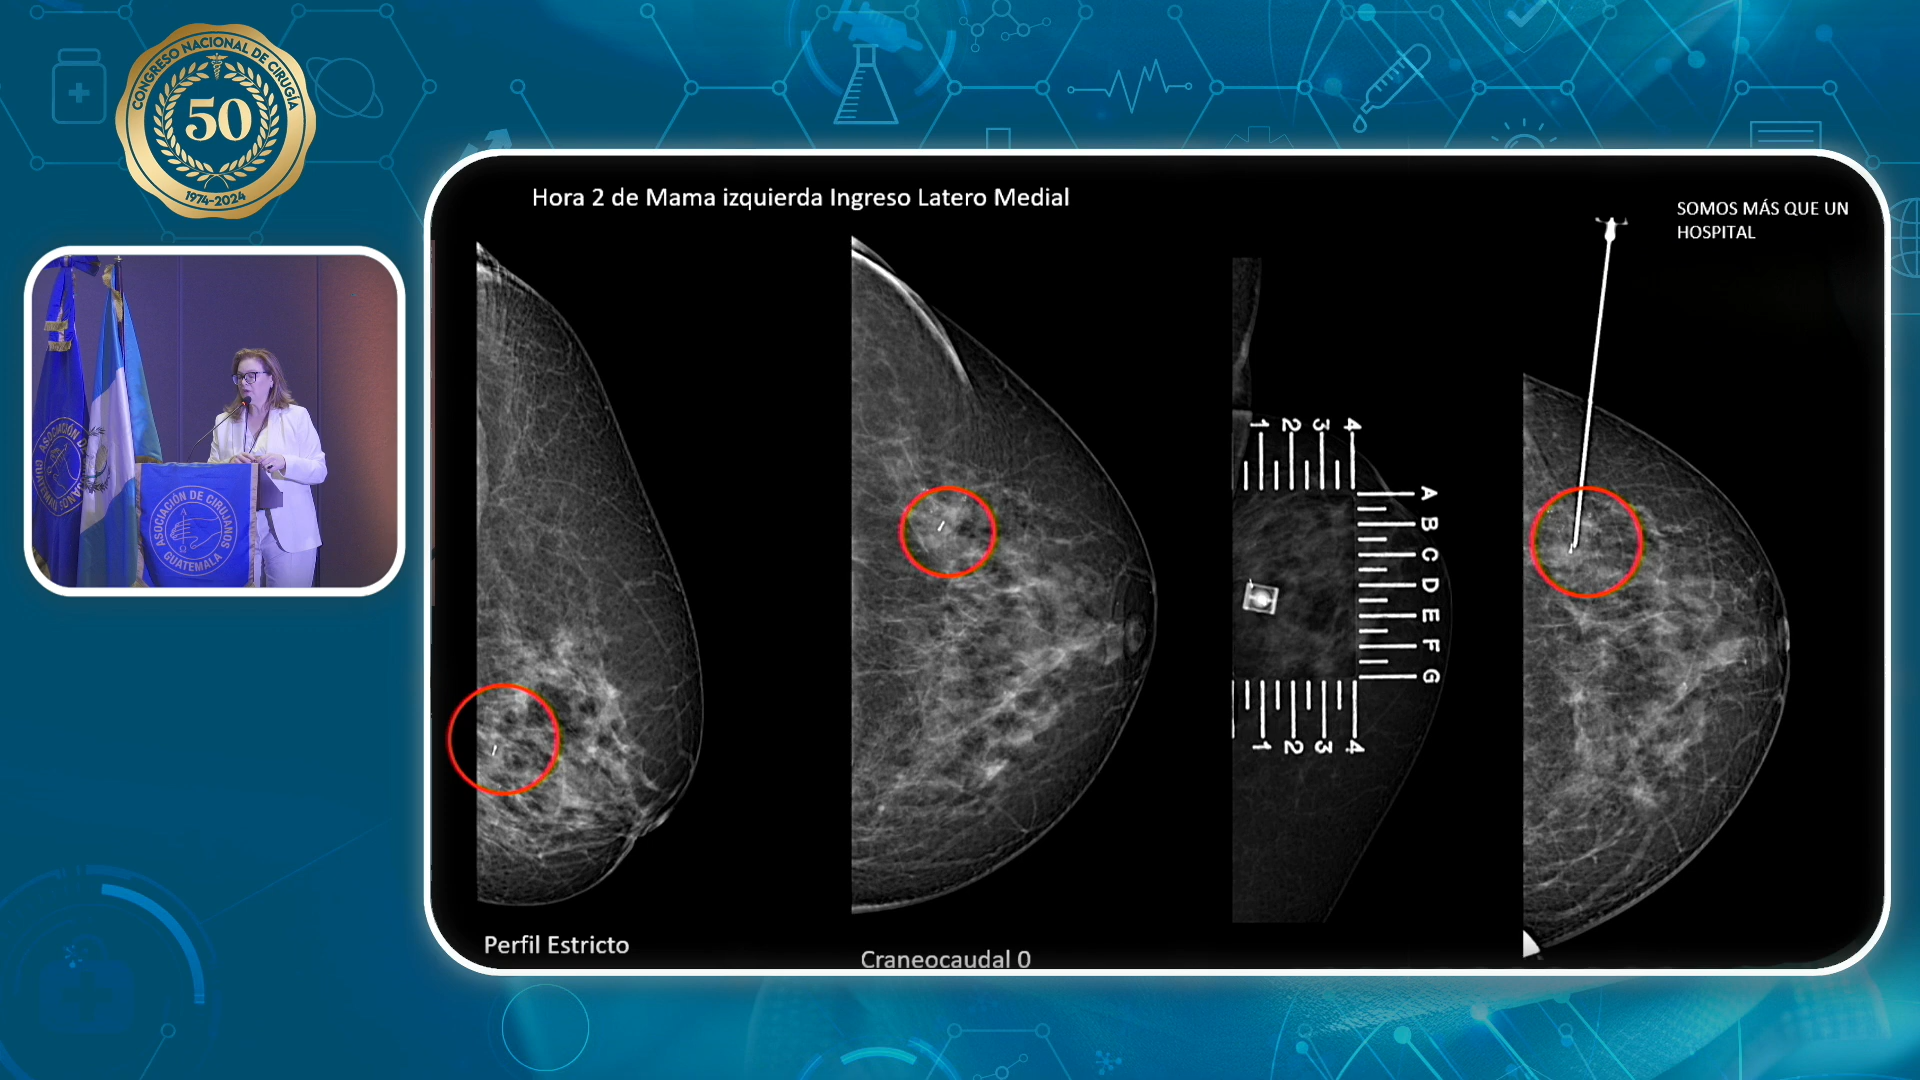 CONGRESO NACIONAL DE CIRUGÍA
50
1974-2024
Hora 2 de Mama izquierda Ingreso Latero Medial
SOMOS MÁS QUE UN
HOSPITAL
1 2 3 4
A
B
C
D
E
F
G
1 2 3 4
Perfil Estricto
Craneocaudal 0
ASOCIACIÓN DE CIRUJANOS
GUATEMALA